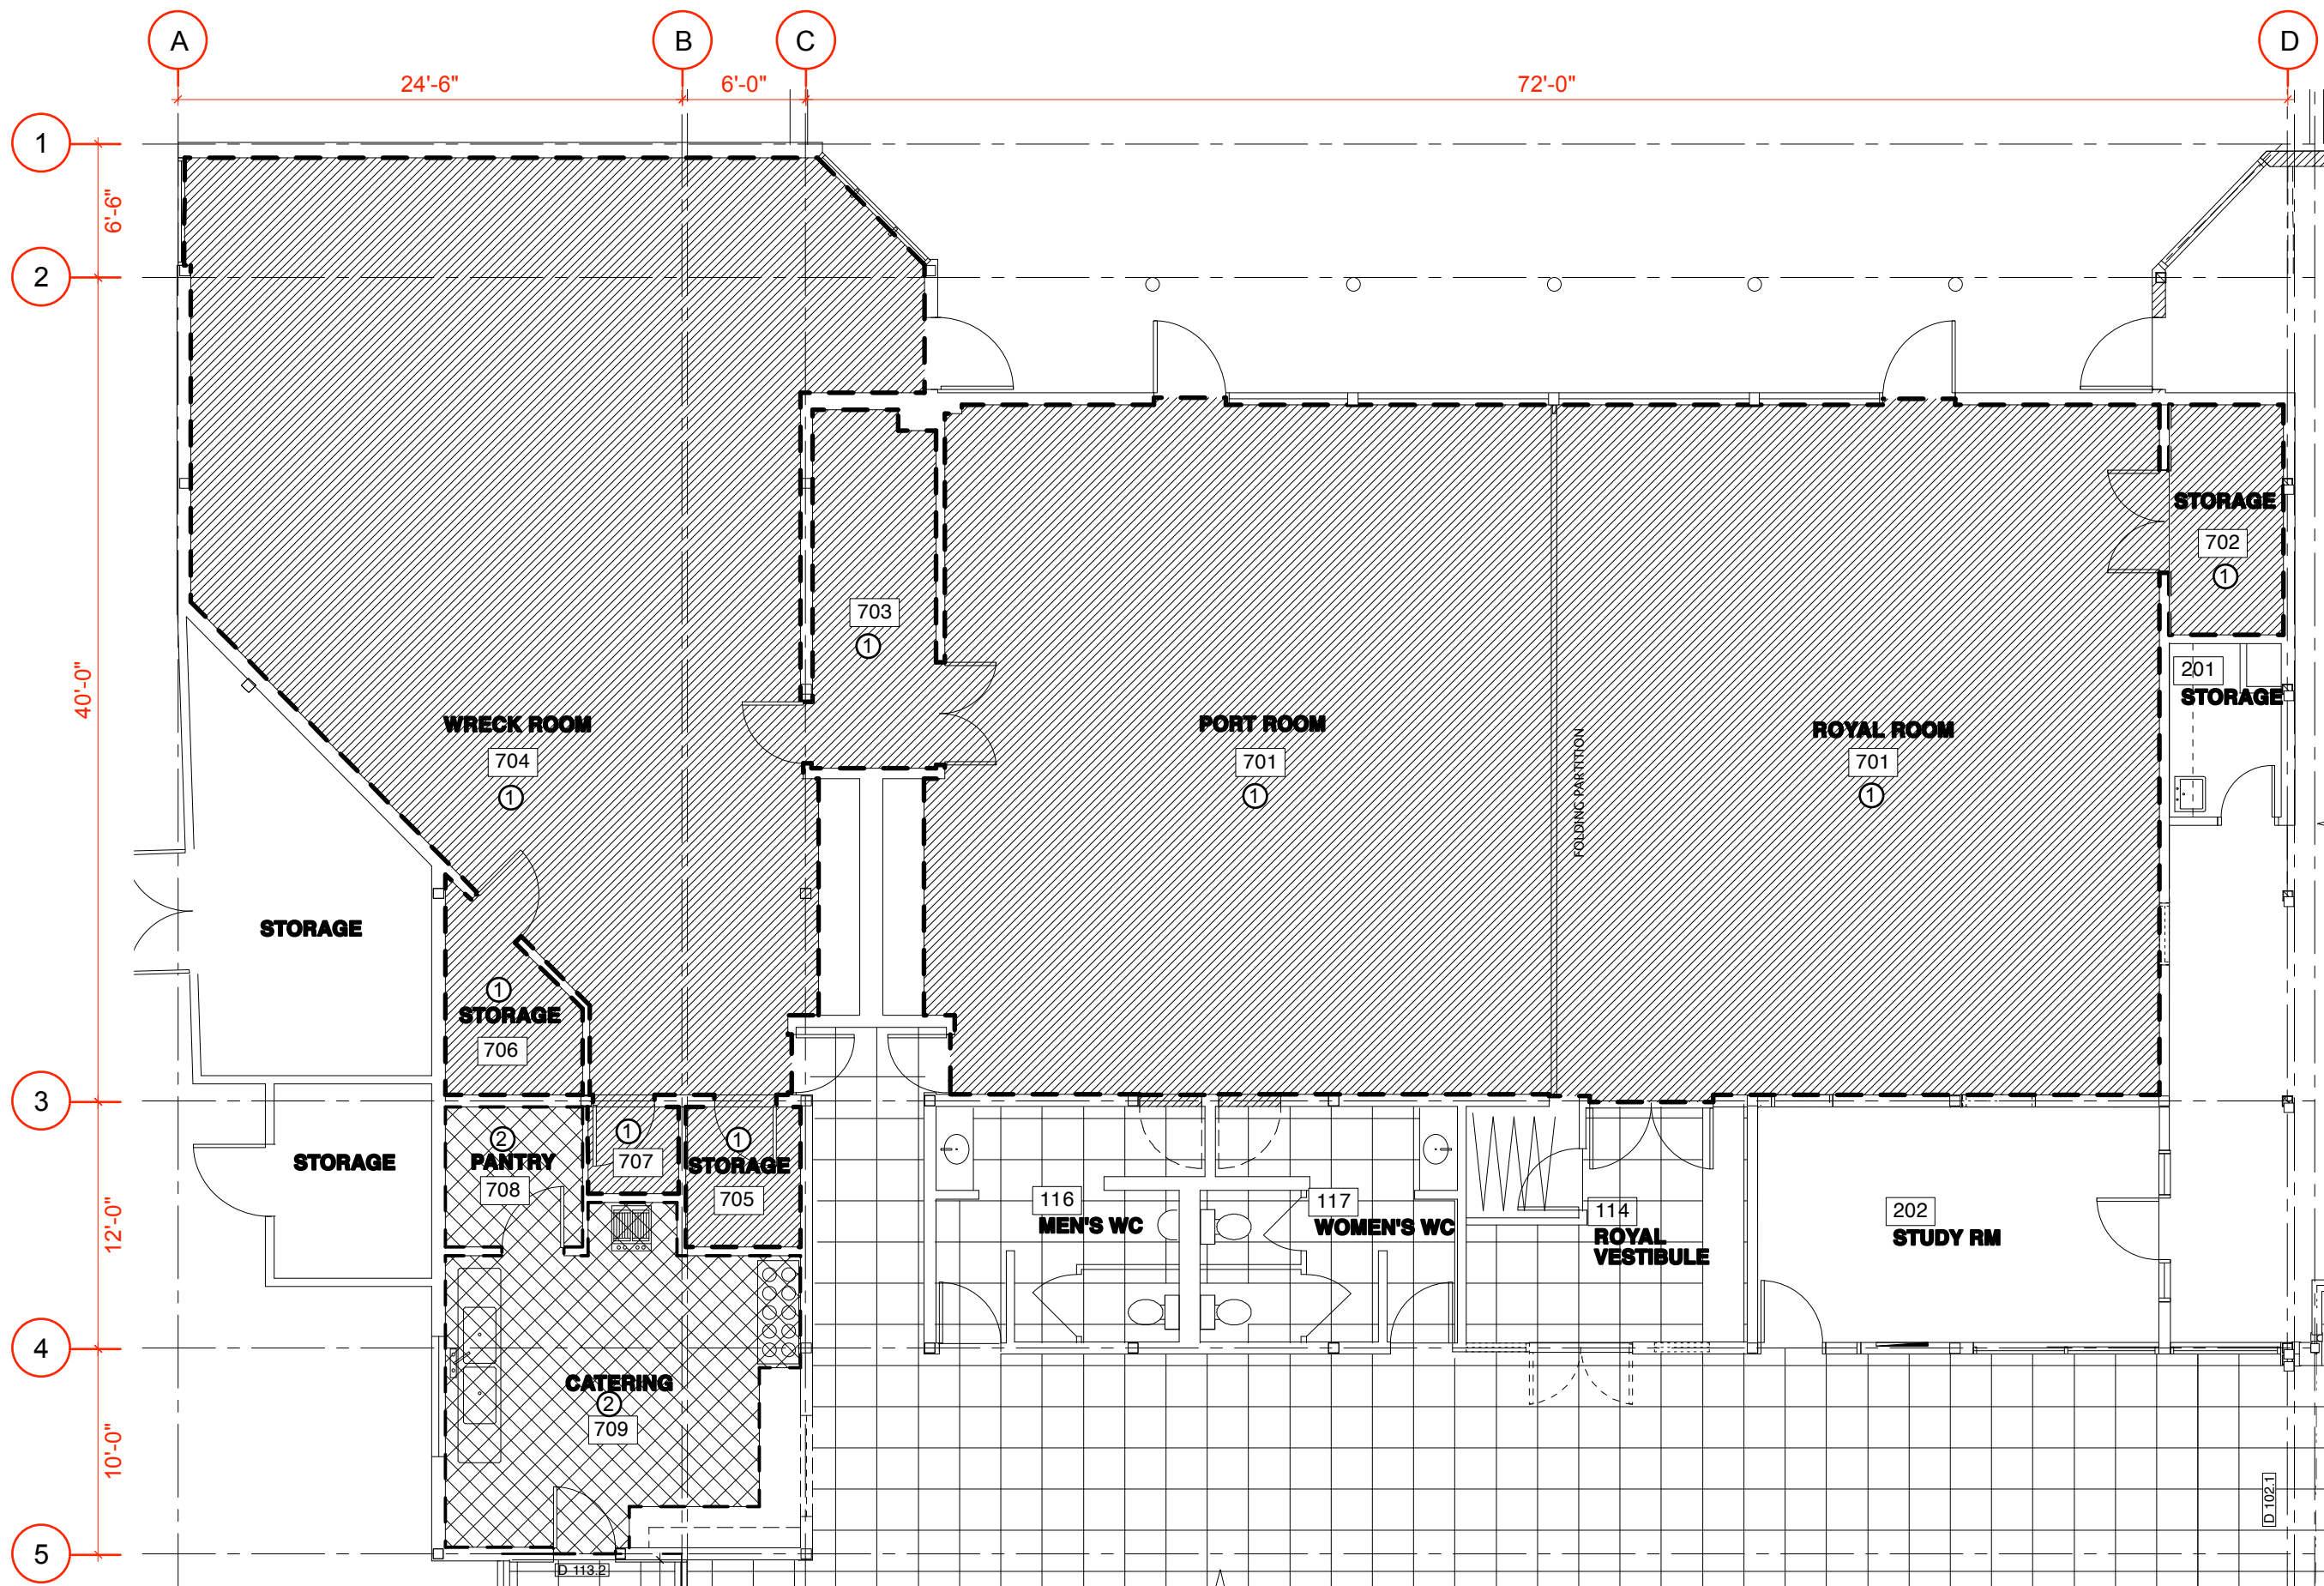 A
B
C
D
24'-6"
6'-0"
72'-0"
1
6'-6"
2
40'-0"
STORAGE
702
1
703
1
201
STORAGE
WRECK ROOM
704
1
PORT ROOM
701
1
FOLDING PARTITION
ROYAL ROOM
701
1
STORAGE
1
STORAGE
706
3
STORAGE
2
PANTRY
708
1
707
1
STORAGE
705
116
MEN'S WC
117
WOMEN'S WC
114
ROYAL
VESTIBULE
202
STUDY RM
12'-0"
4
CATERING
2
709
10'-0"
D 102.1
5
D 113.2